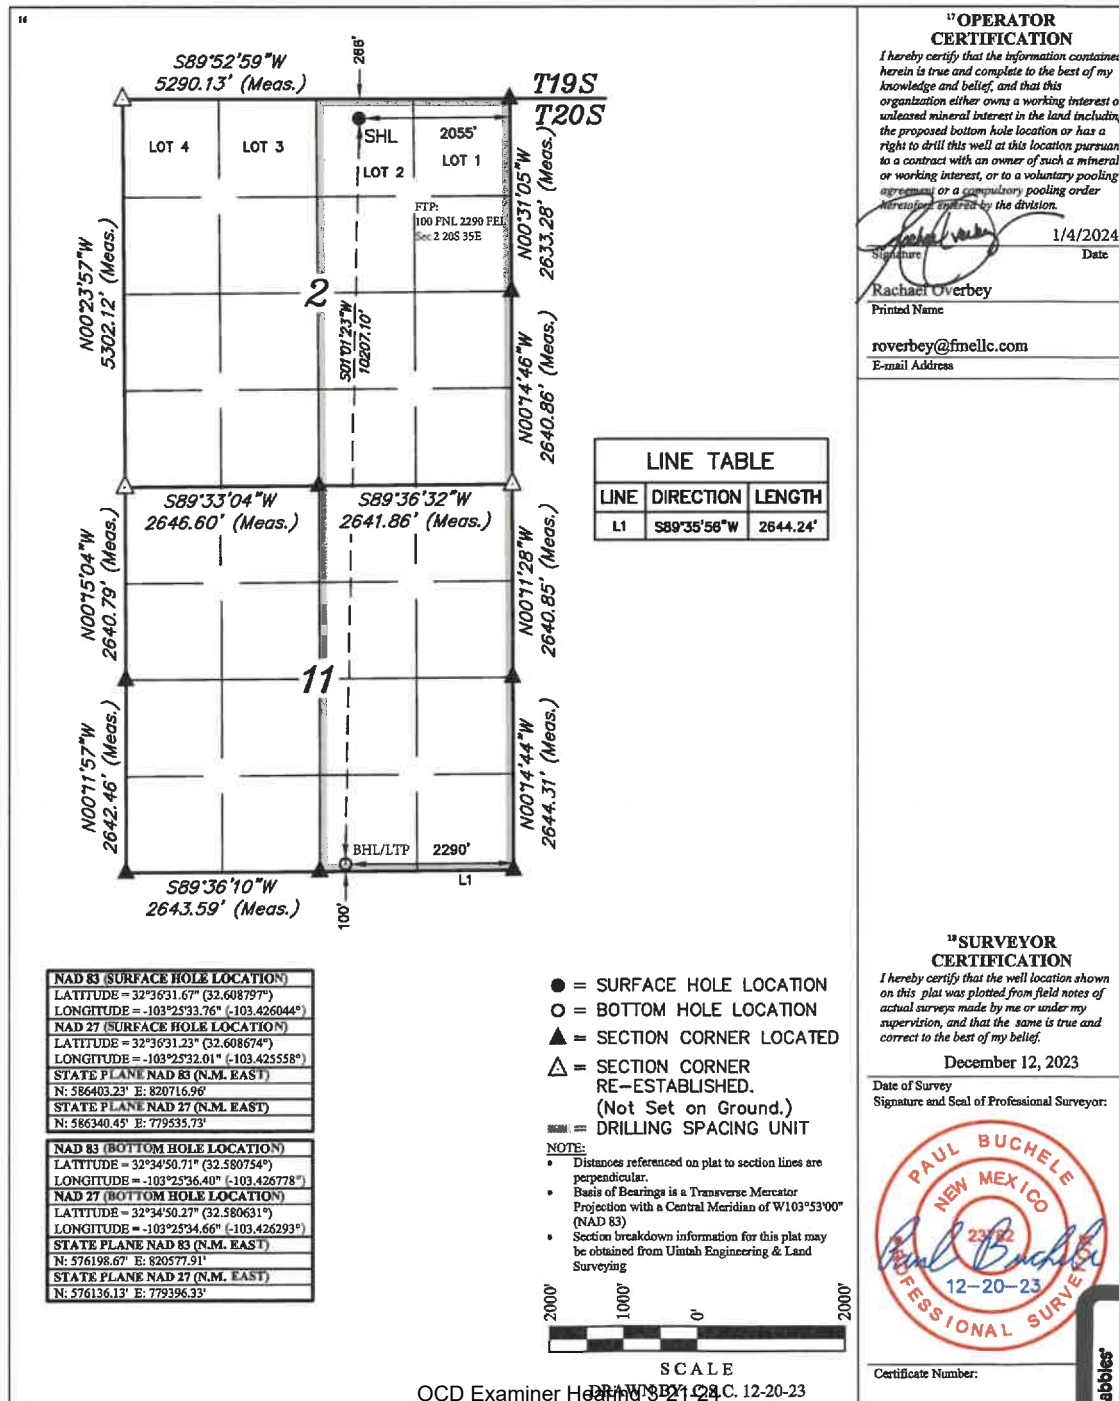 16
S89°52'59"W
5290.13' (Meas.)
266'
T19S
T20S
SHL
2055'
LOT 4
LOT 3
LOT 2
LOT 1
FTP:
100 FNL 2290 FEL
Sec 2 20S 35E
N00°31'05"W
2633.28' (Meas.)
N00°23'57"W
5302.12' (Meas.)
2
S01°01'23"W
10207.10'
N00°14'46"W
2640.86' (Meas.)
S89°33'04"W
2646.60' (Meas.)
S89°36'32"W
2641.86' (Meas.)
N00°15'04"W
2640.79' (Meas.)
N00°11'28"W
2640.85' (Meas.)
11
N00°11'57"W
2642.46' (Meas.)
N00°14'44"W
2644.31' (Meas.)
BHL/LTP
2290'
L1
S89°36'10"W
2643.59' (Meas.)
100'
LINE TABLE
LINE DIRECTION LENGTH
L1 S89°35'56"W 2644.24'
NAD 83 (SURFACE HOLE LOCATION)
LATITUDE = 32°36'31.67" (32.608797°)
LONGITUDE = -103°25'33.76" (-103.426044°)
NAD 27 (SURFACE HOLE LOCATION)
LATITUDE = 32°36'31.23" (32.608674°)
LONGITUDE = -103°25'32.01" (-103.425558°)
STATE PLANE NAD 83 (N.M. EAST)
N: 586403.23' E: 820716.96'
STATE PLANE NAD 27 (N.M. EAST)
N: 586340.45' E: 779535.73'
NAD 83 (BOTTOM HOLE LOCATION)
LATITUDE = 32°34'50.71" (32.580754°)
LONGITUDE = -103°25'36.40" (-103.426778°)
NAD 27 (BOTTOM HOLE LOCATION)
LATITUDE = 32°34'50.27" (32.580631°)
LONGITUDE = -103°25'34.66" (-103.426293°)
STATE PLANE NAD 83 (N.M. EAST)
N: 576198.67' E: 820577.91'
STATE PLANE NAD 27 (N.M. EAST)
N: 576136.13' E: 779396.33'
= SURFACE HOLE LOCATION
= BOTTOM HOLE LOCATION
= SECTION CORNER LOCATED
= SECTION CORNER
RE-ESTABLISHED.
(Not Set on Ground.)
= DRILLING SPACING UNIT
NOTE:
• Distances referenced on plat to section lines are
perpendicular.
• Basis of Bearings is a Transverse Mercator
Projection with a Central Meridian of W103°53'00"
(NAD 83)
• Section breakdown information for this plat may
be obtained from Uintah Engineering & Land
Surveying
2000' 1000' 0' 2000'
SCALE
DRAWN BY: C.S.C. 12-20-23
OCD Examiner Hearing 3-21-24
17 OPERATOR
CERTIFICATION
I hereby certify that the information contained
herein is true and complete to the best of my
knowledge and belief, and that this
organization either owns a working interest or
unleased mineral interest in the land including
the proposed bottom hole location or has a
right to drill this well at this location pursuant
to a contract with an owner of such a mineral
or working interest, or to a voluntary pooling
agreement or a compulsory pooling order
heretofore entered by the division.
Rachael Overbey
1/4/2024
Signature Date
Rachael Overbey
Printed Name
roverbey@fmellc.com
E-mail Address
18 SURVEYOR
CERTIFICATION
I hereby certify that the well location shown
on this plat was plotted from field notes of
actual surveys made by me or under my
supervision, and that the same is true and
correct to the best of my belief.
December 12, 2023
Date of Survey
Signature and Seal of Professional Surveyor:
PAUL BUCHELE
NEW MEXICO
23782
Paul Buchele
12-20-23
PROFESSIONAL SURVEYOR
Certificate Number:
abbles®